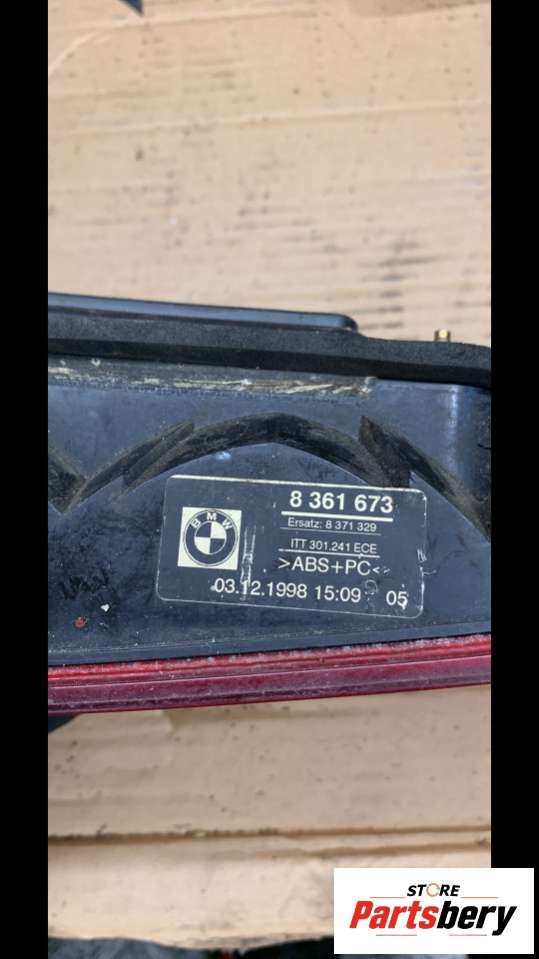 8 361 673
Ersatz: 8 371 329
ITT 301.241 ECE
>ABS+PC<
03.12.1998 15:09 05
BMW
STORE
Partsbery